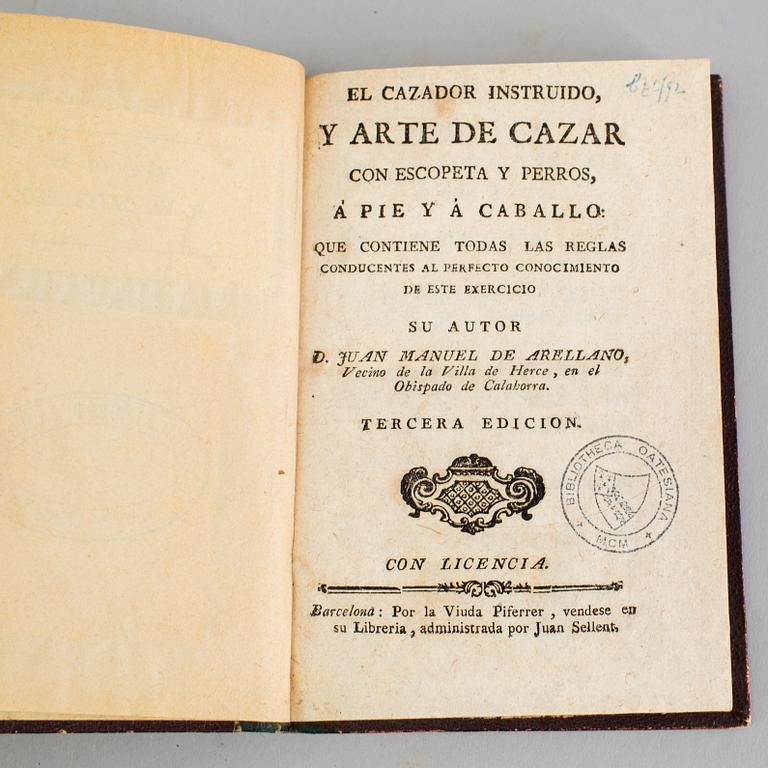 EL CAZADOR INSTRUIDO,
Y ARTE DE CAZAR
CON ESCOPETA Y PERROS,
Á PIE Y Á CABALLO:
QUE CONTIENE TODAS LAS REGLAS
CONDUCENTES AL PERFECTO CONOCIMIENTO
DE ESTE EXERCICIO
SU AUTOR
D. JUAN MANUEL DE ARELLANO,
Vecino de la Villa de Herce, en el
Obispado de Calahorra.
TERCERA EDICION.
BIBLIOTHECA OATESIANA
MCM
CON LICENCIA.
Barcelona: Por la Viuda Piferrer, vendese en
su Libreria, administrada por Juan Sellent.